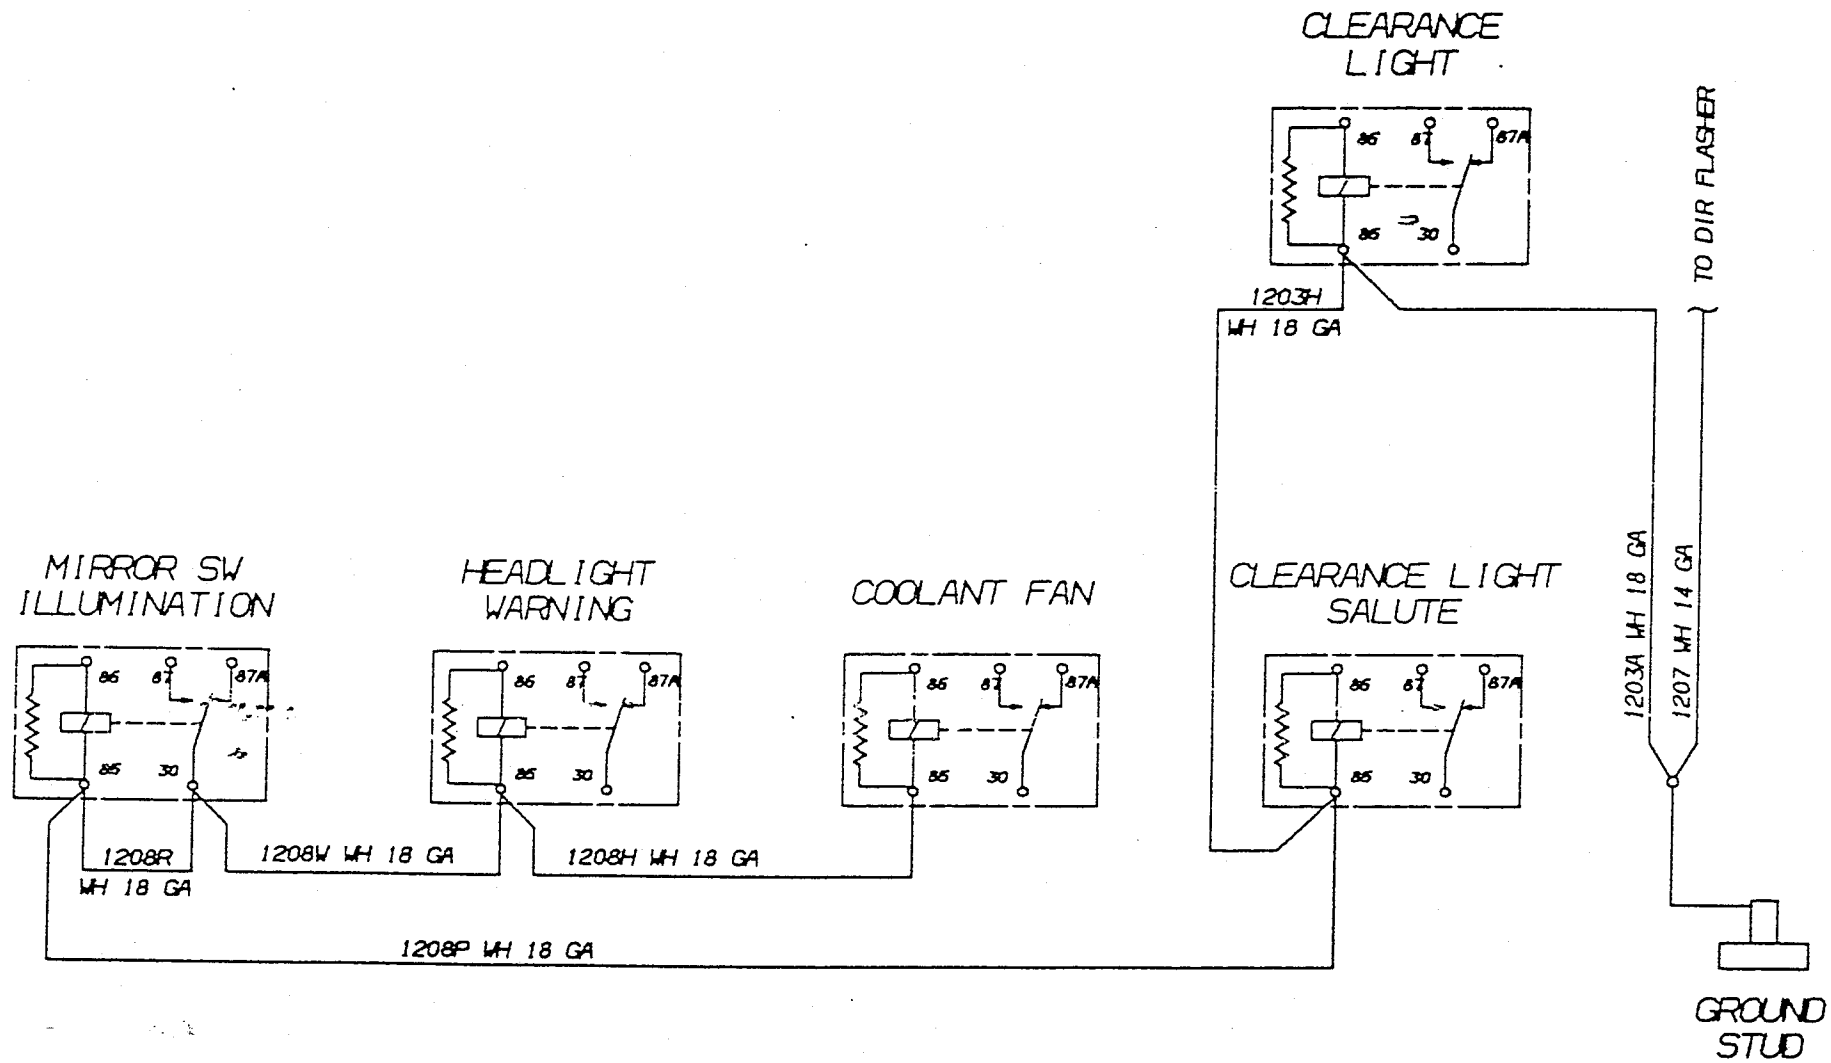 CLEARANCE
LIGHT
86 87 87A
85 30
TO DIR FLASHER
1203H
WH 18 GA
MIRROR SW
ILLUMINATION
86 87 87A
85 30
HEADLIGHT
WARNING
86 87 87A
85 30
COOLANT FAN
86 87 87A
85 30
CLEARANCE LIGHT
SALUTE
86 87 87A
85 30
1203A WH 18 GA
1207 WH 14 GA
1208R
WH 18 GA
1208W WH 18 GA
1208H WH 18 GA
1208P WH 18 GA
GROUND
STUD